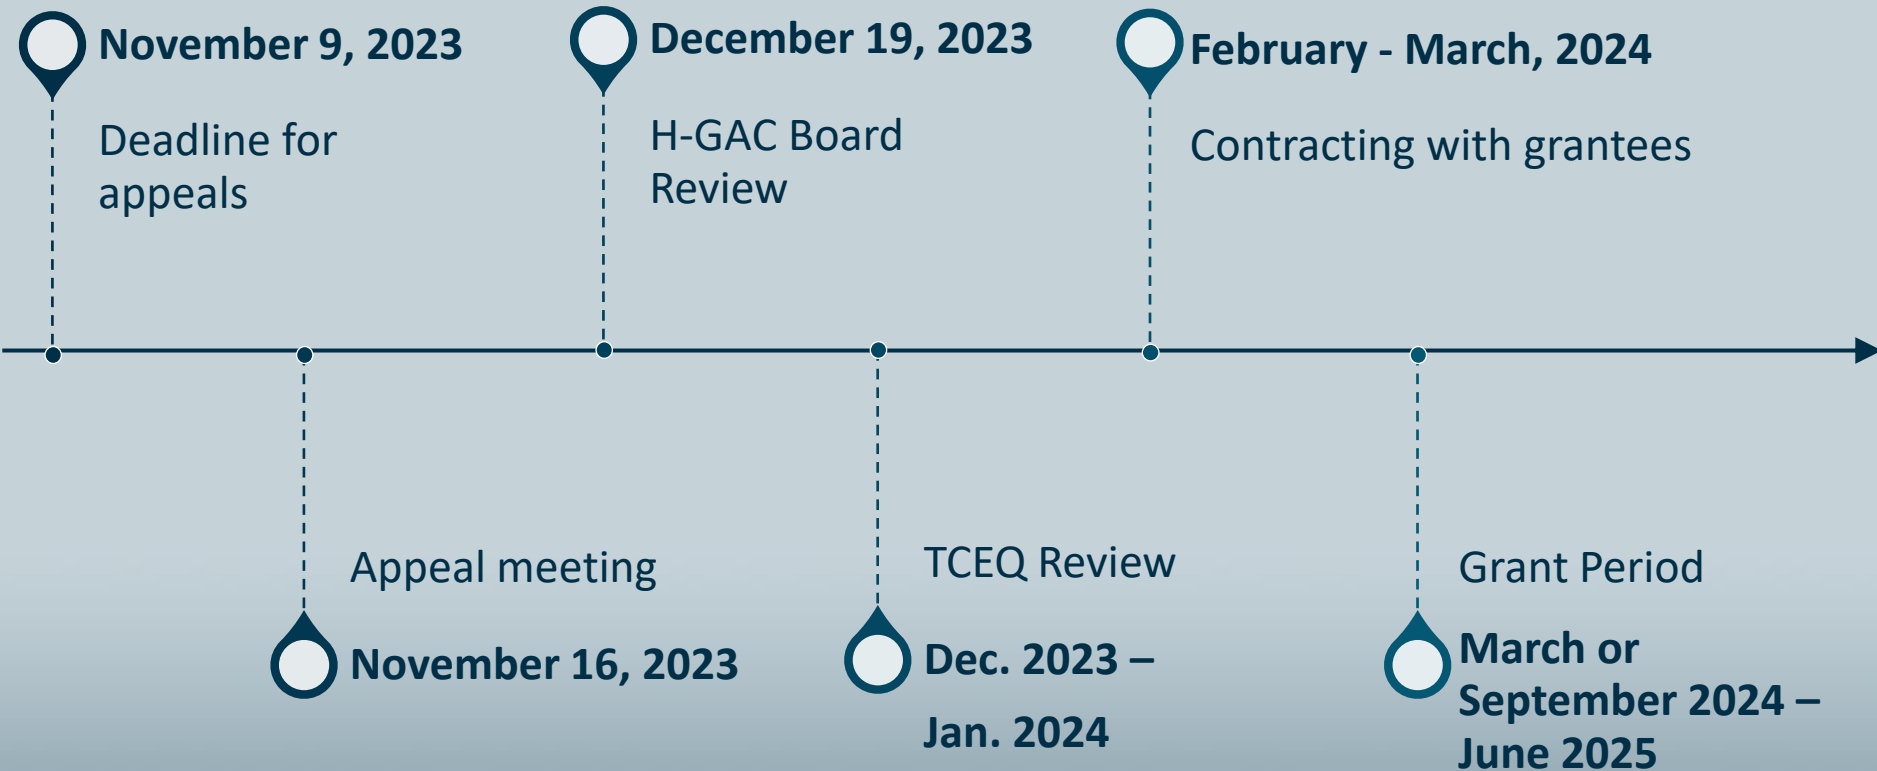 November 9, 2023
Deadline for
appeals
December 19, 2023
H-GAC Board
Review
February - March, 2024
Contracting with grantees
Appeal meeting
November 16, 2023
TCEQ Review
Dec. 2023 –
Jan. 2024
Grant Period
March or
September 2024 –
June 2025